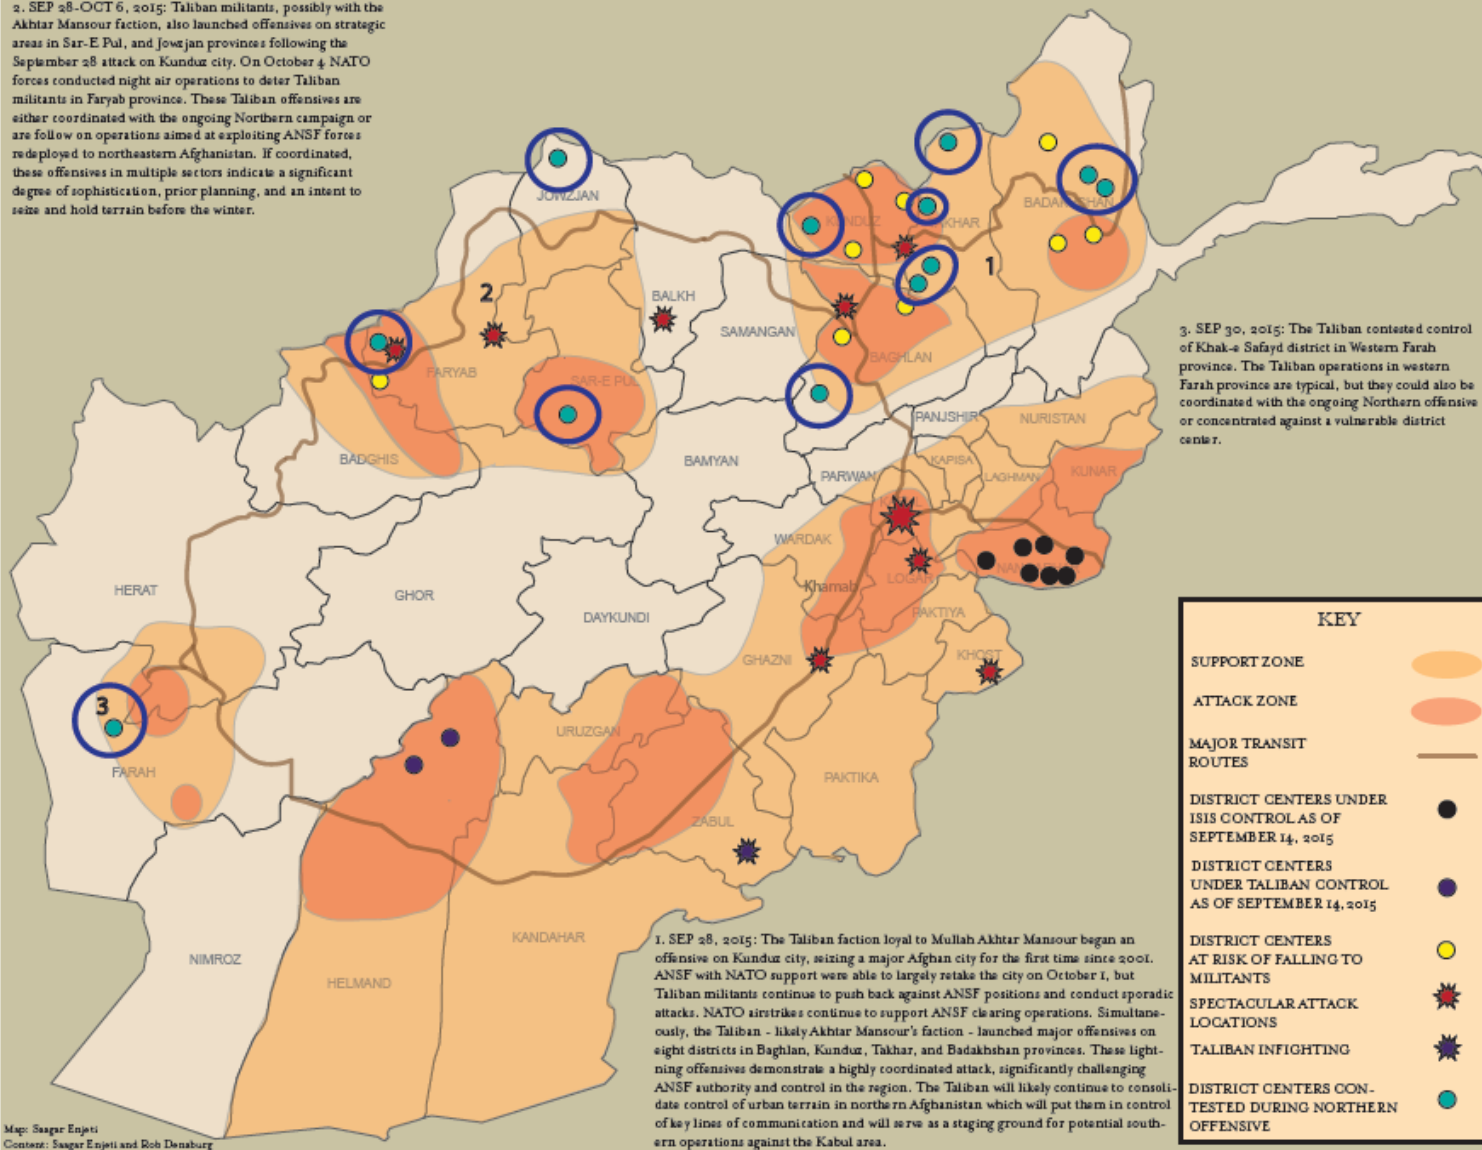 2. SEP 28-OCT 6, 2015: Taliban militants, possibly with the
Akhtar Mansour faction, also launched offensives on strategic
areas in Sar-E Pul, and Jowzjan provinces following the
September 28 attack on Kunduz city. On October 4 NATO
forces conducted night air operations to deter Taliban
militants in Faryab province. These Taliban offensives are
either coordinated with the ongoing Northern campaign or
are follow on operations aimed at exploiting ANSF forces
redeployed to northeastern Afghanistan. If coordinated,
these offensives in multiple sectors indicate a significant
degree of sophistication, prior planning, and an intent to
seize and hold terrain before the winter.
JOWZJAN
KUNDUZ
TAKHAR
BADAKHSHAN
1
2
BALKH
SAMANGAN
BAGHLAN
FARYAB
SAR-E PUL
3. SEP 30, 2015: The Taliban contested control
of Khak-e Safayd district in Western Farah
province. The Taliban operations in western
Farah province are typical, but they could also be
coordinated with the ongoing Northern offensive
or concentrated against a vulnerable district
center.
PANJSHIR
NURISTAN
BADGHIS
BAMYAN
PARWAN
KAPISA
LAGHMAN
KUNAR
WARDAK
HERAT
GHOR
DAYKUNDI
Khamab
LOGAR
PAKTIYA
GHAZNI
KHOST
3
FARAH
URUZGAN
PAKTIKA
ZABUL
NIMROZ
HELMAND
KANDAHAR
KEY
SUPPORT ZONE
ATTACK ZONE
MAJOR TRANSIT
ROUTES
DISTRICT CENTERS UNDER
ISIS CONTROL AS OF
SEPTEMBER 14, 2015
DISTRICT CENTERS
UNDER TALIBAN CONTROL
AS OF SEPTEMBER 14, 2015
DISTRICT CENTERS
AT RISK OF FALLING TO
MILITANTS
SPECTACULAR ATTACK
LOCATIONS
TALIBAN INFIGHTING
DISTRICT CENTERS CON-
TESTED DURING NORTHERN
OFFENSIVE
1. SEP 28, 2015: The Taliban faction loyal to Mullah Akhtar Mansour began an
offensive on Kunduz city, seizing a major Afghan city for the first time since 2001.
ANSF with NATO support were able to largely retake the city on October 1, but
Taliban militants continue to push back against ANSF positions and conduct sporadic
attacks. NATO airstrikes continue to support ANSF clearing operations. Simultane-
ously, the Taliban - likely Akhtar Mansour's faction - launched major offensives on
eight districts in Baghlan, Kunduz, Takhar, and Badakhshan provinces. These light-
ning offensives demonstrate a highly coordinated attack, significantly challenging
ANSF authority and control in the region. The Taliban will likely continue to consoli-
date control of urban terrain in northern Afghanistan which will put them in control
of key lines of communication and will serve as a staging ground for potential south-
ern operations against the Kabul area.
Map: Saagar Enjeti
Content: Saagar Enjeti and Rob Densburg